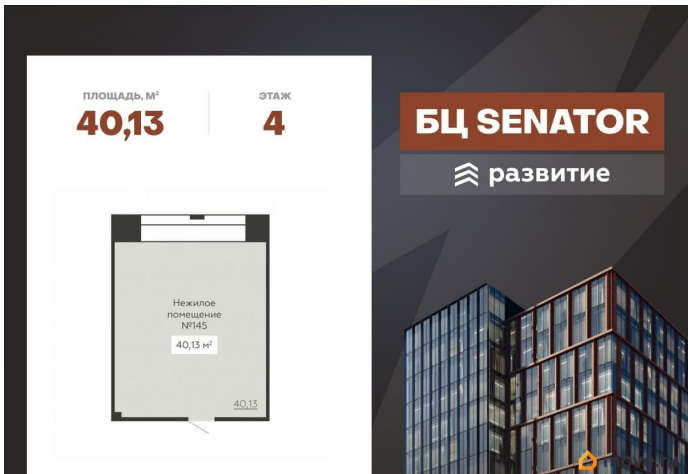 ПЛОЩАДЬ, М²
40,13
ЭТАЖ
4
Нежилое
помещение
№145
40,13 м²
40,13
БЦ SENATOR
развитие